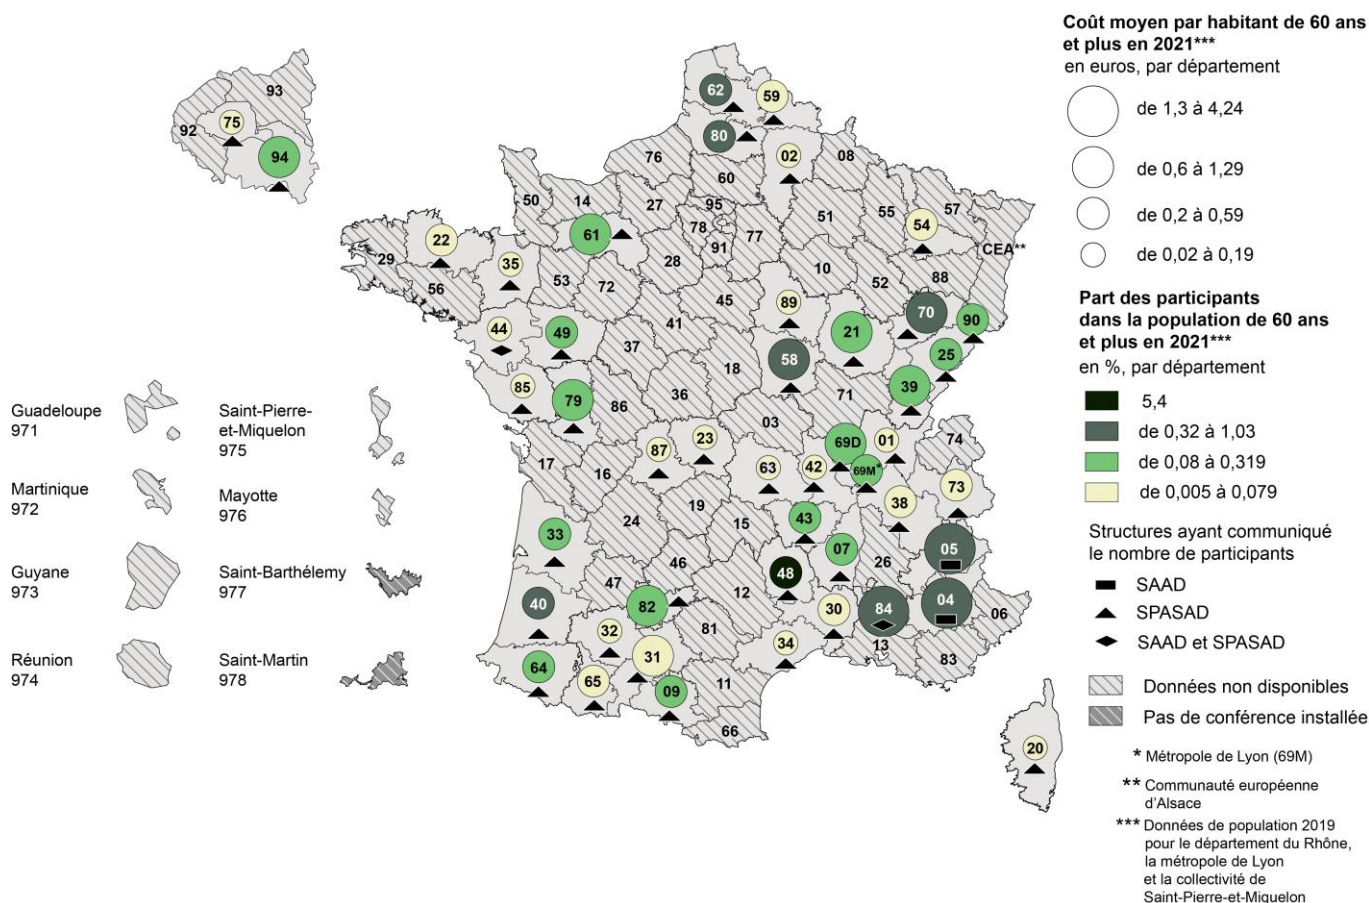 93
92
75
94
62
59
80
02
08
76
60
50
14
27
95
78
91
77
51
55
57
54
CEA**
61
22
29
35
56
53
72
28
10
52
88
45
89
70
90
44
49
41
21
25
37
58
18
39
85
79
86
36
71
03
69D
01
74
23
87
63
42
69M*
17
16
38
73
19
43
24
15
33
07
05
26
46
47
48
12
40
82
84
04
30
06
32
81
34
13
31
83
64
65
09
11
66
20
Guadeloupe
971
Martinique
972
Guyane
973
Réunion
974
Saint-Pierre-
et-Miquelon
975
Mayotte
976
Saint-Barthélemy
977
Saint-Martin
978
Coût moyen par habitant de 60 ans
et plus en 2021***
en euros, par département
de 1,3 à 4,24
de 0,6 à 1,29
de 0,2 à 0,59
de 0,02 à 0,19
Part des participants
dans la population de 60 ans
et plus en 2021***
en %, par département
5,4
de 0,32 à 1,03
de 0,08 à 0,319
de 0,005 à 0,079
Structures ayant communiqué
le nombre de participants
SAAD
SPASAD
SAAD et SPASAD
Données non disponibles
Pas de conférence installée
* Métropole de Lyon (69M)
** Communauté européenne
d'Alsace
*** Données de population 2019
pour le département du Rhône,
la métropole de Lyon
et la collectivité de
Saint-Pierre-et-Miquelon